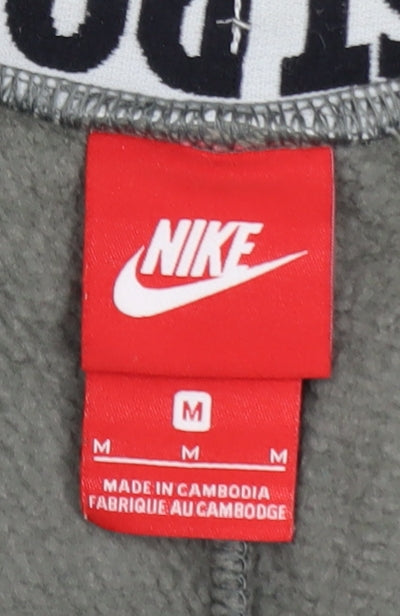 NIKE
M
M M M
MADE IN CAMBODIA
FABRIQUE AU CAMBODGE